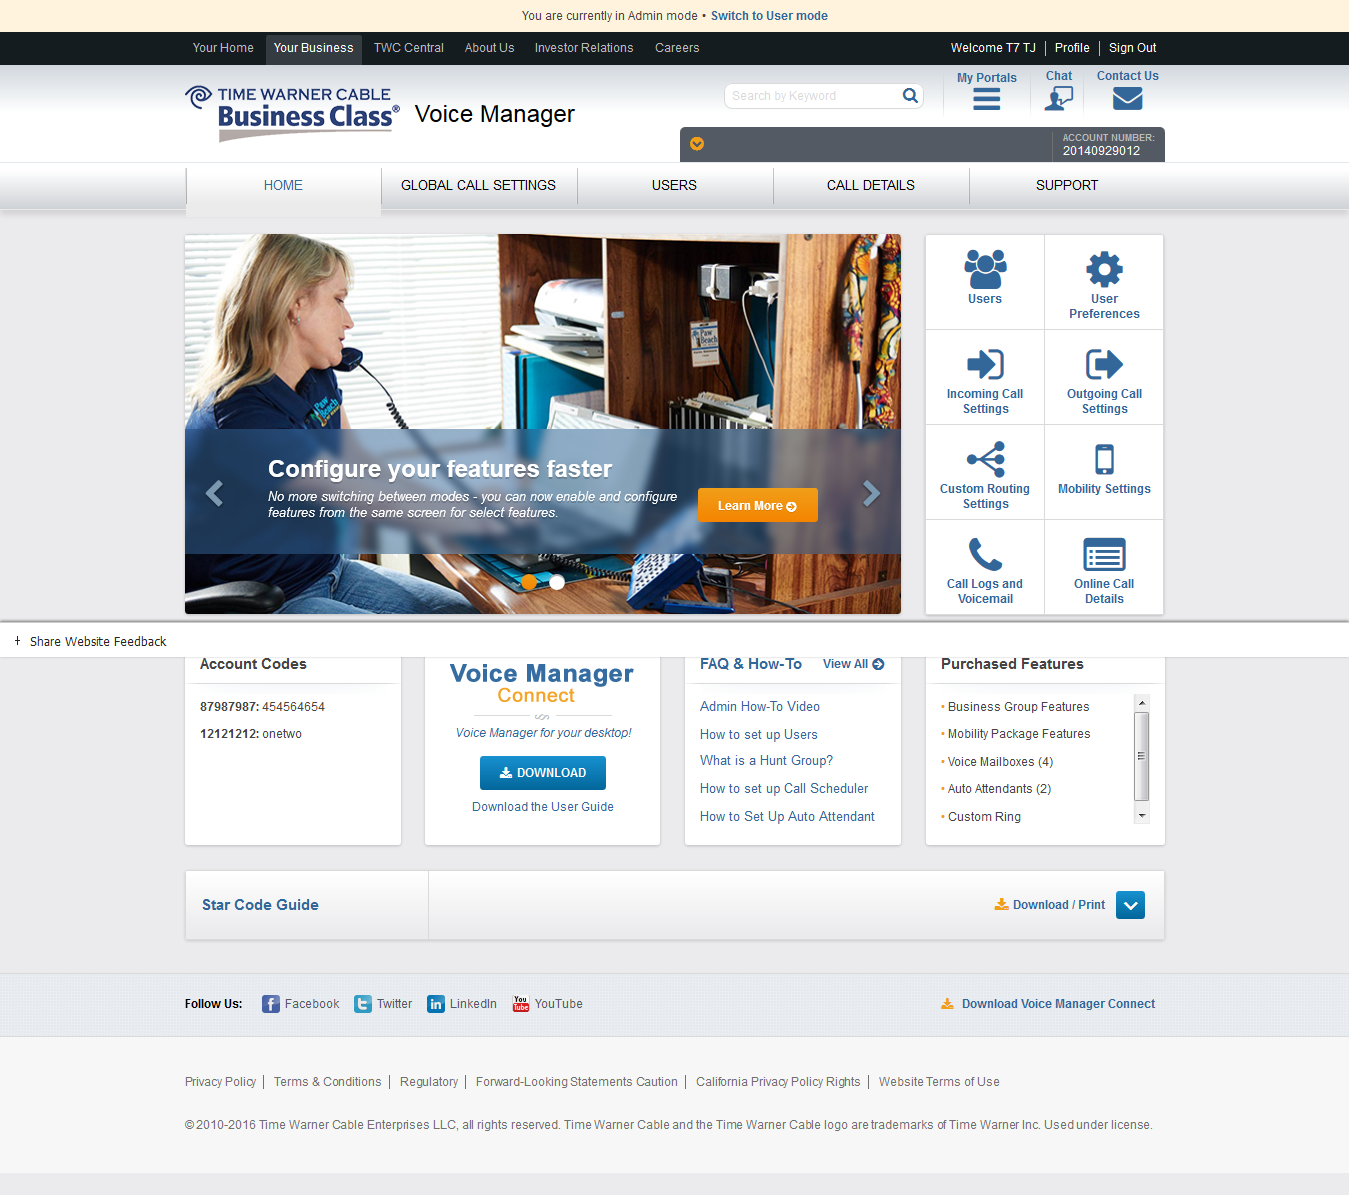 You are currently in Admin mode • Switch to User mode
Your Home Your Business TWC Central About Us Investor Relations Careers Welcome T7 TJ Profile Sign Out
TIME WARNER CABLE
Business Class®
Voice Manager
Search by Keyword
My Portals Chat Contact Us
ACCOUNT NUMBER:
20140929012
HOME GLOBAL CALL SETTINGS USERS CALL DETAILS SUPPORT
Paw
Beach
Paw
Beach
Configure your features faster
No more switching between modes - you can now enable and configure
features from the same screen for select features.
Learn More
Users
User
Preferences
Incoming Call
Settings
Outgoing Call
Settings
Custom Routing
Settings
Mobility Settings
Call Logs and
Voicemail
Online Call
Details
+ Share Website Feedback
Account Codes
87987987: 454564654
12121212: onetwo
Voice Manager
Connect
Voice Manager for your desktop!
DOWNLOAD
Download the User Guide
FAQ & How-To View All
Admin How-To Video
How to set up Users
What is a Hunt Group?
How to set up Call Scheduler
How to Set Up Auto Attendant
Purchased Features
• Business Group Features
• Mobility Package Features
• Voice Mailboxes (4)
• Auto Attendants (2)
• Custom Ring
Star Code Guide
Download / Print
Follow Us: Facebook Twitter LinkedIn YouTube
Download Voice Manager Connect
Privacy Policy Terms & Conditions Regulatory Forward-Looking Statements Caution California Privacy Policy Rights Website Terms of Use
© 2010-2016 Time Warner Cable Enterprises LLC, all rights reserved. Time Warner Cable and the Time Warner Cable logo are trademarks of Time Warner Inc. Used under license.